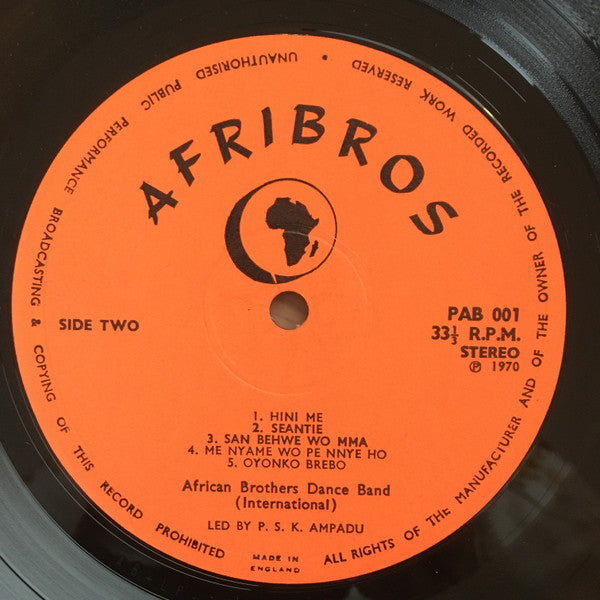 AFRIBROS
SIDE TWO
PAB 001
33⅓ R.P.M.
STEREO
℗ 1970
1. HINI ME
2. SEANTIE
3. SAN BEHWE WO MMA
4. ME NYAME WO PE NNYE HO
5. OYONKO BREBO
African Brothers Dance Band
(International)
LED BY P. S. K. AMPADU
MADE IN
ENGLAND
ALL RIGHTS OF THE MANUFACTURER AND OF THE OWNER OF THE RECORDED WORK RESERVED • UNAUTHORISED PUBLIC PERFORMANCE BROADCASTING & COPYING OF THIS RECORD PROHIBITED